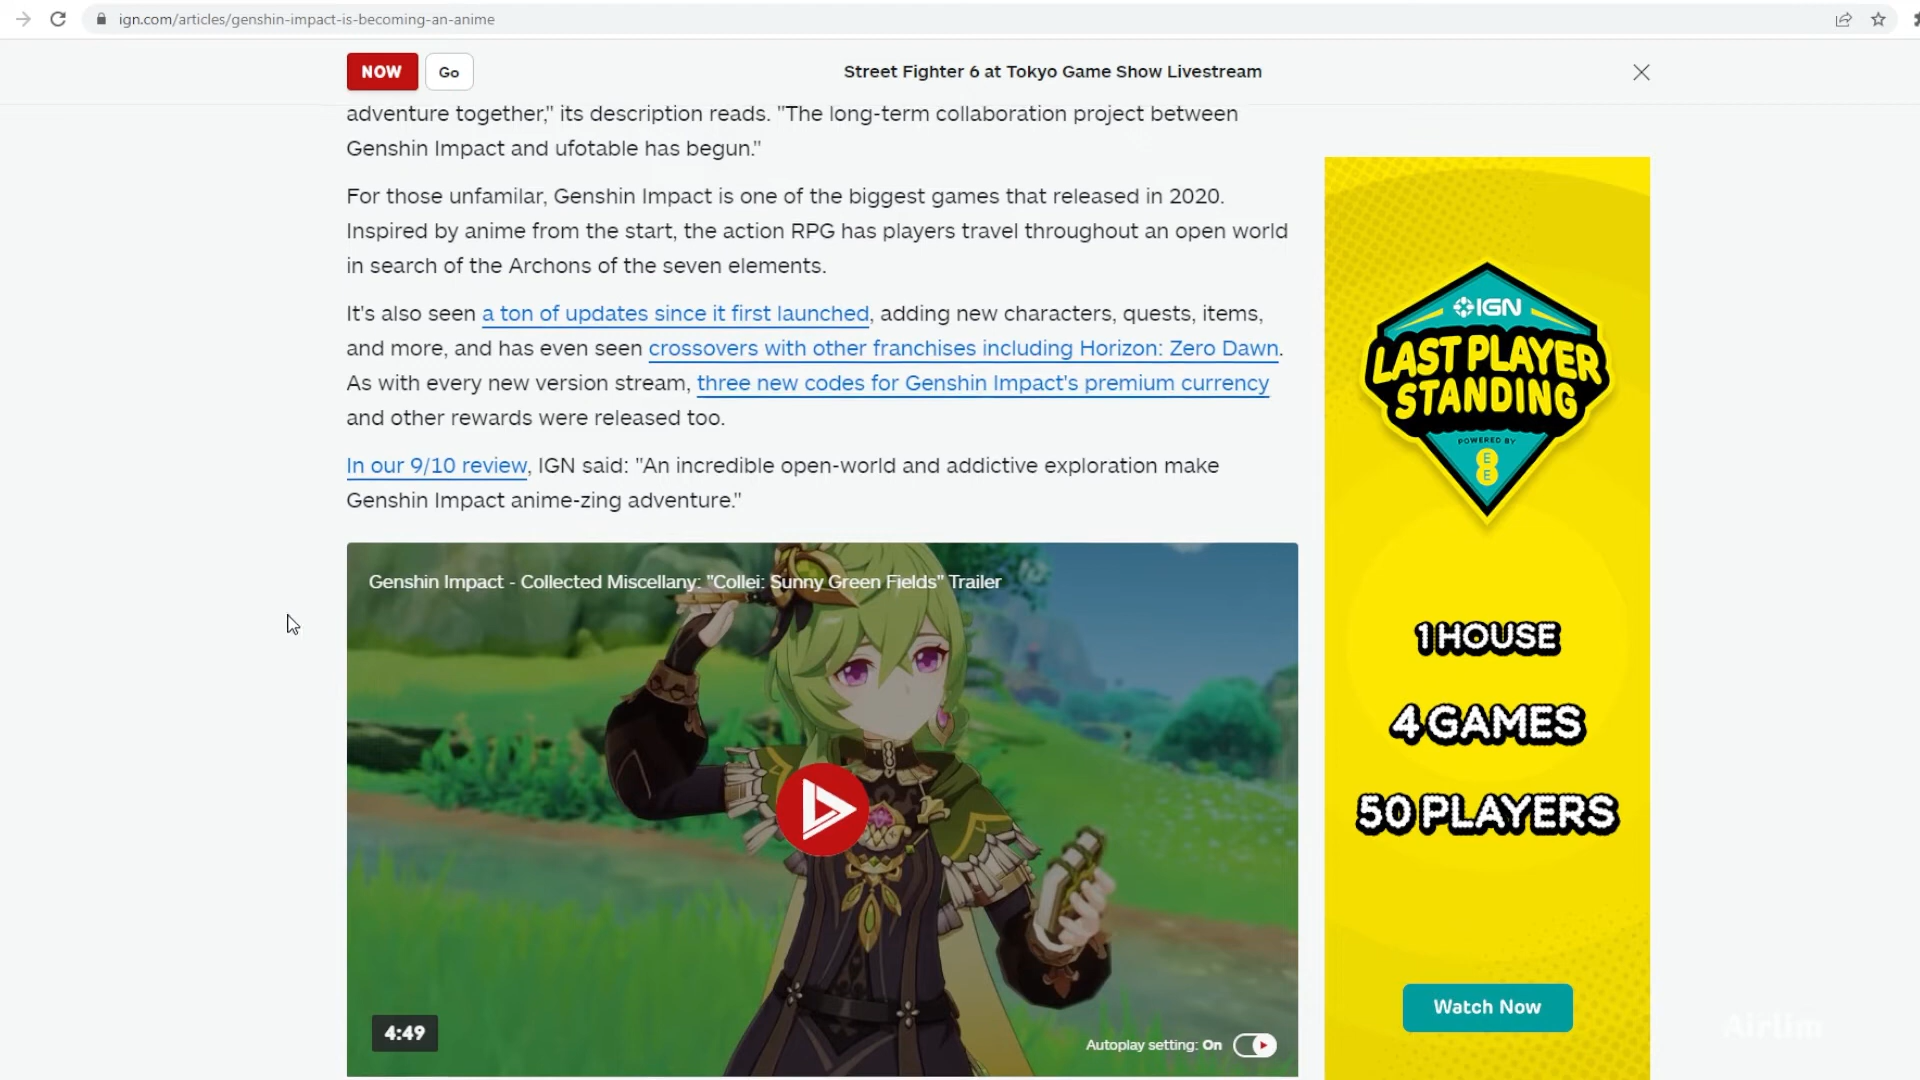 ign.com/articles/genshin-impact-is-becoming-an-anime
NOW
Go
Street Fighter 6 at Tokyo Game Show Livestream
adventure together," its description reads. "The long-term collaboration project between
Genshin Impact and ufotable has begun."
For those unfamilar, Genshin Impact is one of the biggest games that released in 2020.
Inspired by anime from the start, the action RPG has players travel throughout an open world
in search of the Archons of the seven elements.
It's also seen a ton of updates since it first launched, adding new characters, quests, items,
and more, and has even seen crossovers with other franchises including Horizon: Zero Dawn.
As with every new version stream, three new codes for Genshin Impact's premium currency
and other rewards were released too.
In our 9/10 review, IGN said: "An incredible open-world and addictive exploration make
Genshin Impact anime-zing adventure."
Genshin Impact - Collected Miscellany: "Collei: Sunny Green Fields" Trailer
4:49
Autoplay setting: On
IGN
LAST PLAYER
STANDING
POWERED BY
EE
1 HOUSE
4 GAMES
50 PLAYERS
Watch Now
Airlim